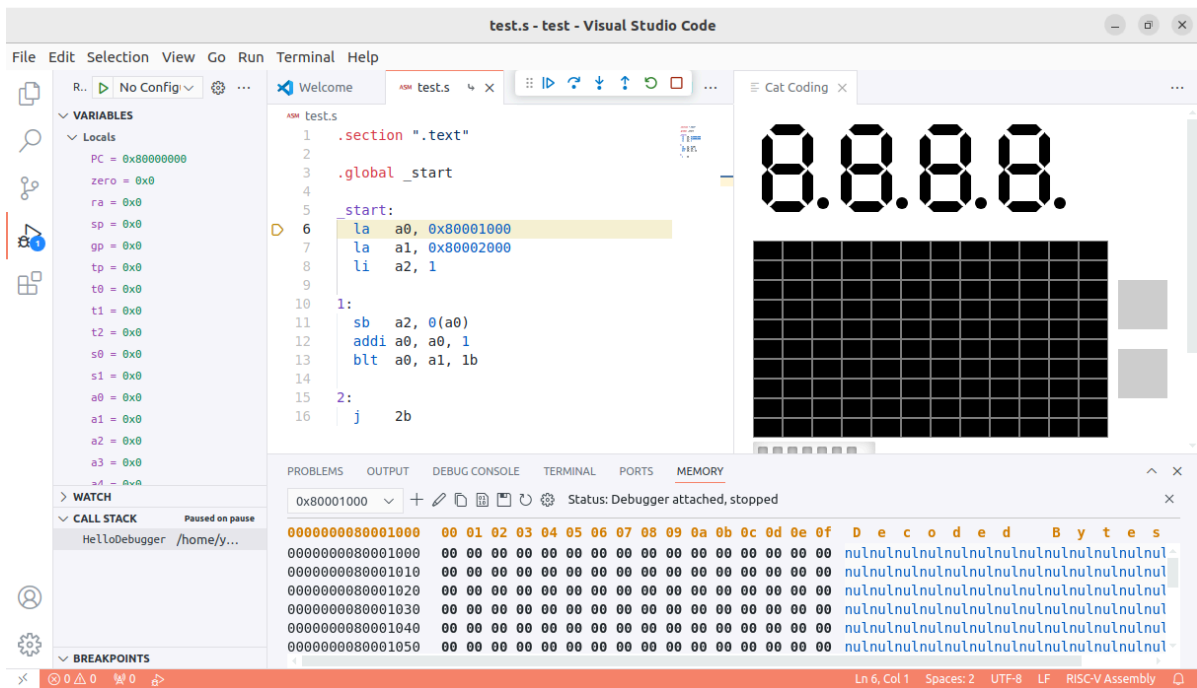 test.s - test - Visual Studio Code
File Edit Selection View Go Run Terminal Help
R.. No Config
VARIABLES
Locals
PC = 0x80000000
zero = 0x0
ra = 0x0
sp = 0x0
gp = 0x0
tp = 0x0
t0 = 0x0
t1 = 0x0
t2 = 0x0
s0 = 0x0
s1 = 0x0
a0 = 0x0
a1 = 0x0
a2 = 0x0
a3 = 0x0
a4 = 0x0
WATCH
CALL STACK Paused on pause
HelloDebugger /home/y...
BREAKPOINTS
1
Welcome ASM test.s
ASM test.s
1 .section ".text"
2
3 .global _start
4
5 _start:
6 la a0, 0x80001000
7 la a1, 0x80002000
8 li a2, 1
9
10 1:
11 sb a2, 0(a0)
12 addi a0, a0, 1
13 blt a0, a1, 1b
14
15 2:
16 j 2b
Cat Coding
8.8.8.8.
PROBLEMS OUTPUT DEBUG CONSOLE TERMINAL PORTS MEMORY
0x80001000 Status: Debugger attached, stopped
0000000080001000 00 01 02 03 04 05 06 07 08 09 0a 0b 0c 0d 0e 0f Decoded Bytes
0000000080001000 00 00 00 00 00 00 00 00 00 00 00 00 00 00 00 00 nulnulnulnulnulnulnulnulnulnulnulnulnul
0000000080001010 00 00 00 00 00 00 00 00 00 00 00 00 00 00 00 00 nulnulnulnulnulnulnulnulnulnulnulnulnul
0000000080001020 00 00 00 00 00 00 00 00 00 00 00 00 00 00 00 00 nulnulnulnulnulnulnulnulnulnulnulnulnul
0000000080001030 00 00 00 00 00 00 00 00 00 00 00 00 00 00 00 00 nulnulnulnulnulnulnulnulnulnulnulnulnul
0000000080001040 00 00 00 00 00 00 00 00 00 00 00 00 00 00 00 00 nulnulnulnulnulnulnulnulnulnulnulnulnul
0000000080001050 00 00 00 00 00 00 00 00 00 00 00 00 00 00 00 00 nulnulnulnulnulnulnulnulnulnulnulnulnul
0 0 0 Ln 6, Col 1 Spaces: 2 UTF-8 LF RISC-V Assembly